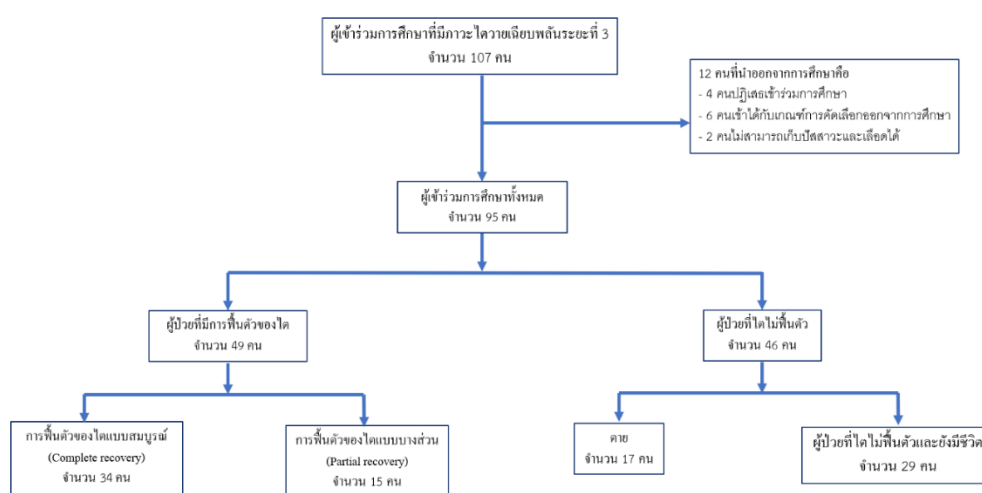 ผู้เข้าร่วมการศึกษาที่มีภาวะไตวายเฉียบพลันระยะที่ 3
จำนวน 107 คน
12 คนที่นำออกจากการศึกษาคือ
- 4 คนปฏิเสธเข้าร่วมการศึกษา
- 6 คนเข้าได้กับเกณฑ์การคัดเลือกออกจากการศึกษา
- 2 คนไม่สามารถเก็บปัสสาวะและเลือดได้
ผู้เข้าร่วมการศึกษาทั้งหมด
จำนวน 95 คน
ผู้ป่วยที่มีการฟื้นตัวของไต
จำนวน 49 คน
ผู้ป่วยที่ไตไม่ฟื้นตัว
จำนวน 46 คน
การฟื้นตัวของไตแบบสมบูรณ์
(Complete recovery)
จำนวน 34 คน
การฟื้นตัวของไตแบบบางส่วน
(Partial recovery)
จำนวน 15 คน
ตาย
จำนวน 17 คน
ผู้ป่วยที่ไตไม่ฟื้นตัวและยังมีชีวิต
จำนวน 29 คน